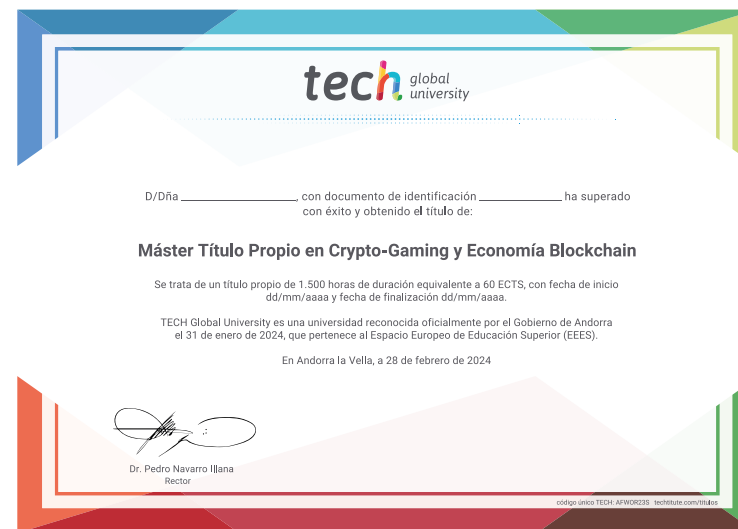 tech global university
D/Dña ____________, con documento de identificación ____________ ha superado
con éxito y obtenido el título de:
Máster Título Propio en Crypto-Gaming y Economía Blockchain
Se trata de un título propio de 1.500 horas de duración equivalente a 60 ECTS, con fecha de inicio
dd/mm/aaaa y fecha de finalización dd/mm/aaaa.
TECH Global University es una universidad reconocida oficialmente por el Gobierno de Andorra
el 31 de enero de 2024, que pertenece al Espacio Europeo de Educación Superior (EEES).
En Andorra la Vella, a 28 de febrero de 2024
Dr. Pedro Navarro Illana
Rector
código único TECH: AFWOR23S techtitute.com/titulos